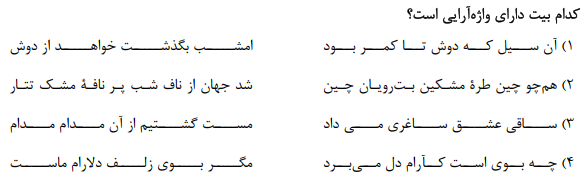 کدام بیت دارای واژه‌آرایی است؟
۱) آن سیل که دوش تا کمر بود امشب بگذشت خواهد از دوش
۲) هم‌چو چین طرهٔ مشکین بت‌رویان چین شد جهان از ناف شب پر نافهٔ مشک تتار
۳) ساقی عشق ساغری می داد مست گشتیم از آن مدام مدام
۴) چه بوی است که‌آرام دل می‌برد مگر بوی زلف دلارام ماست